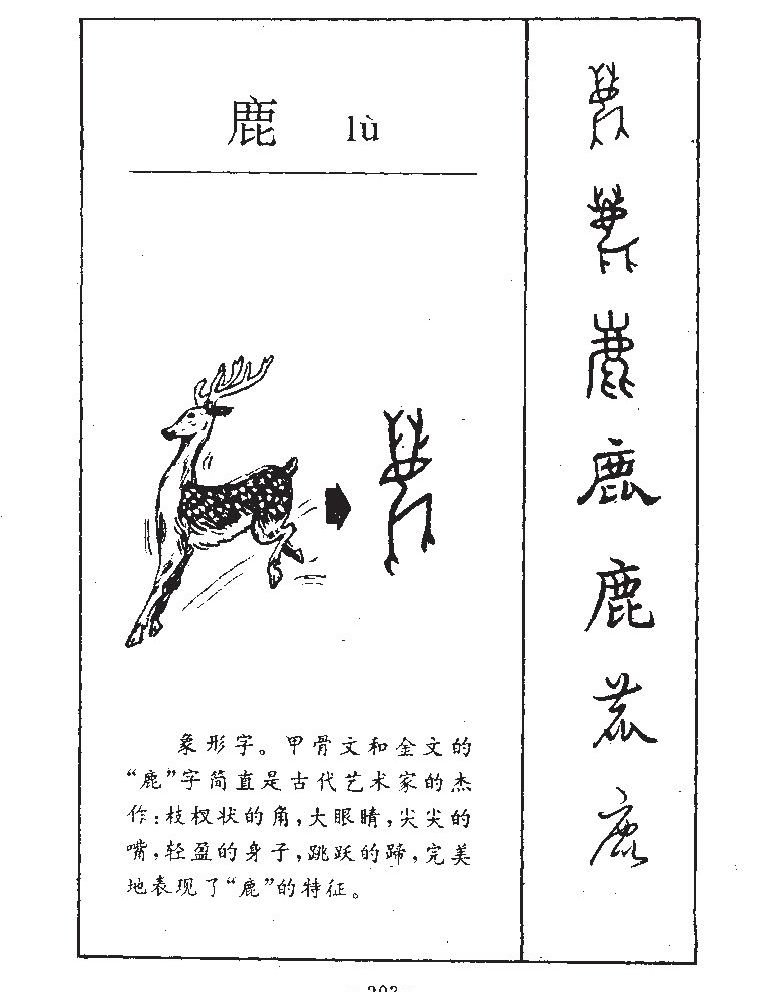 鹿 lù
象形字。甲骨文和金文的
“鹿”字简直是古代艺术家的杰
作:枝杈状的角,大眼睛,尖尖的
嘴,轻盈的身子,跳跃的蹄,完美
地表现了“鹿”的特征。
鹿
鹿
鹿
203